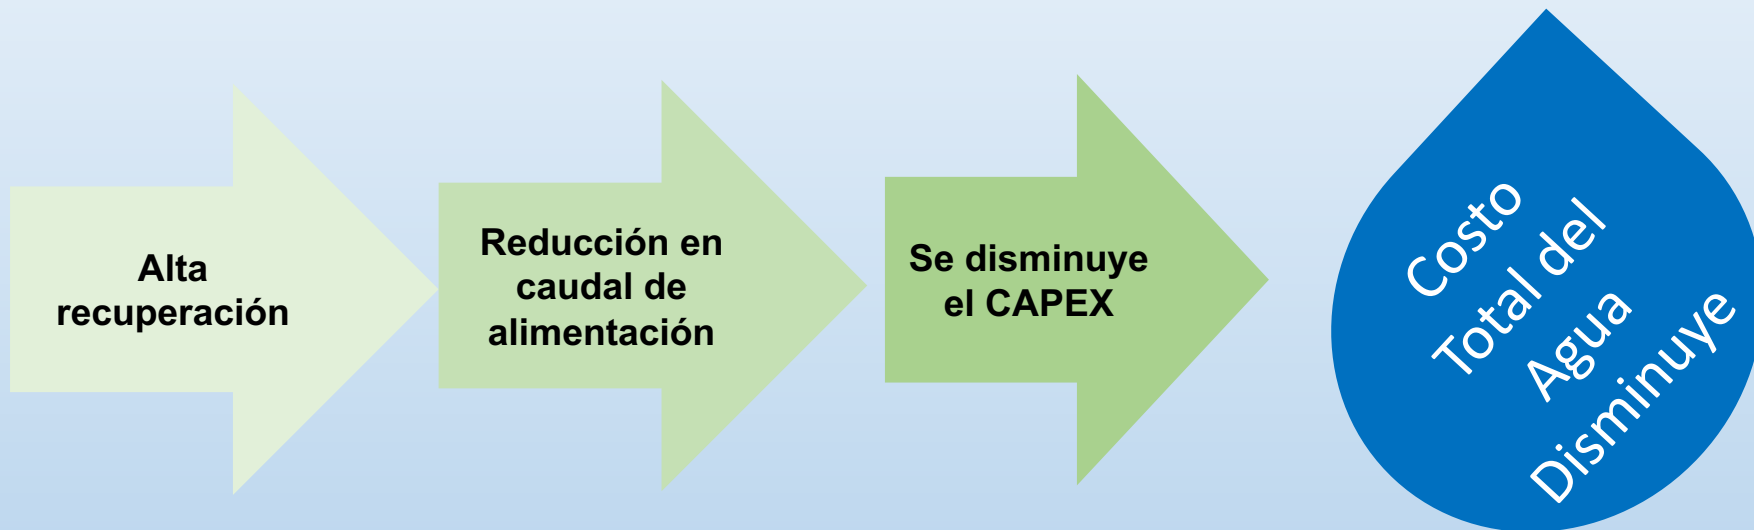 Alta
recuperación
Reducción en
caudal de
alimentación
Se disminuye
el CAPEX
Costo
Total del
Agua
Disminuye